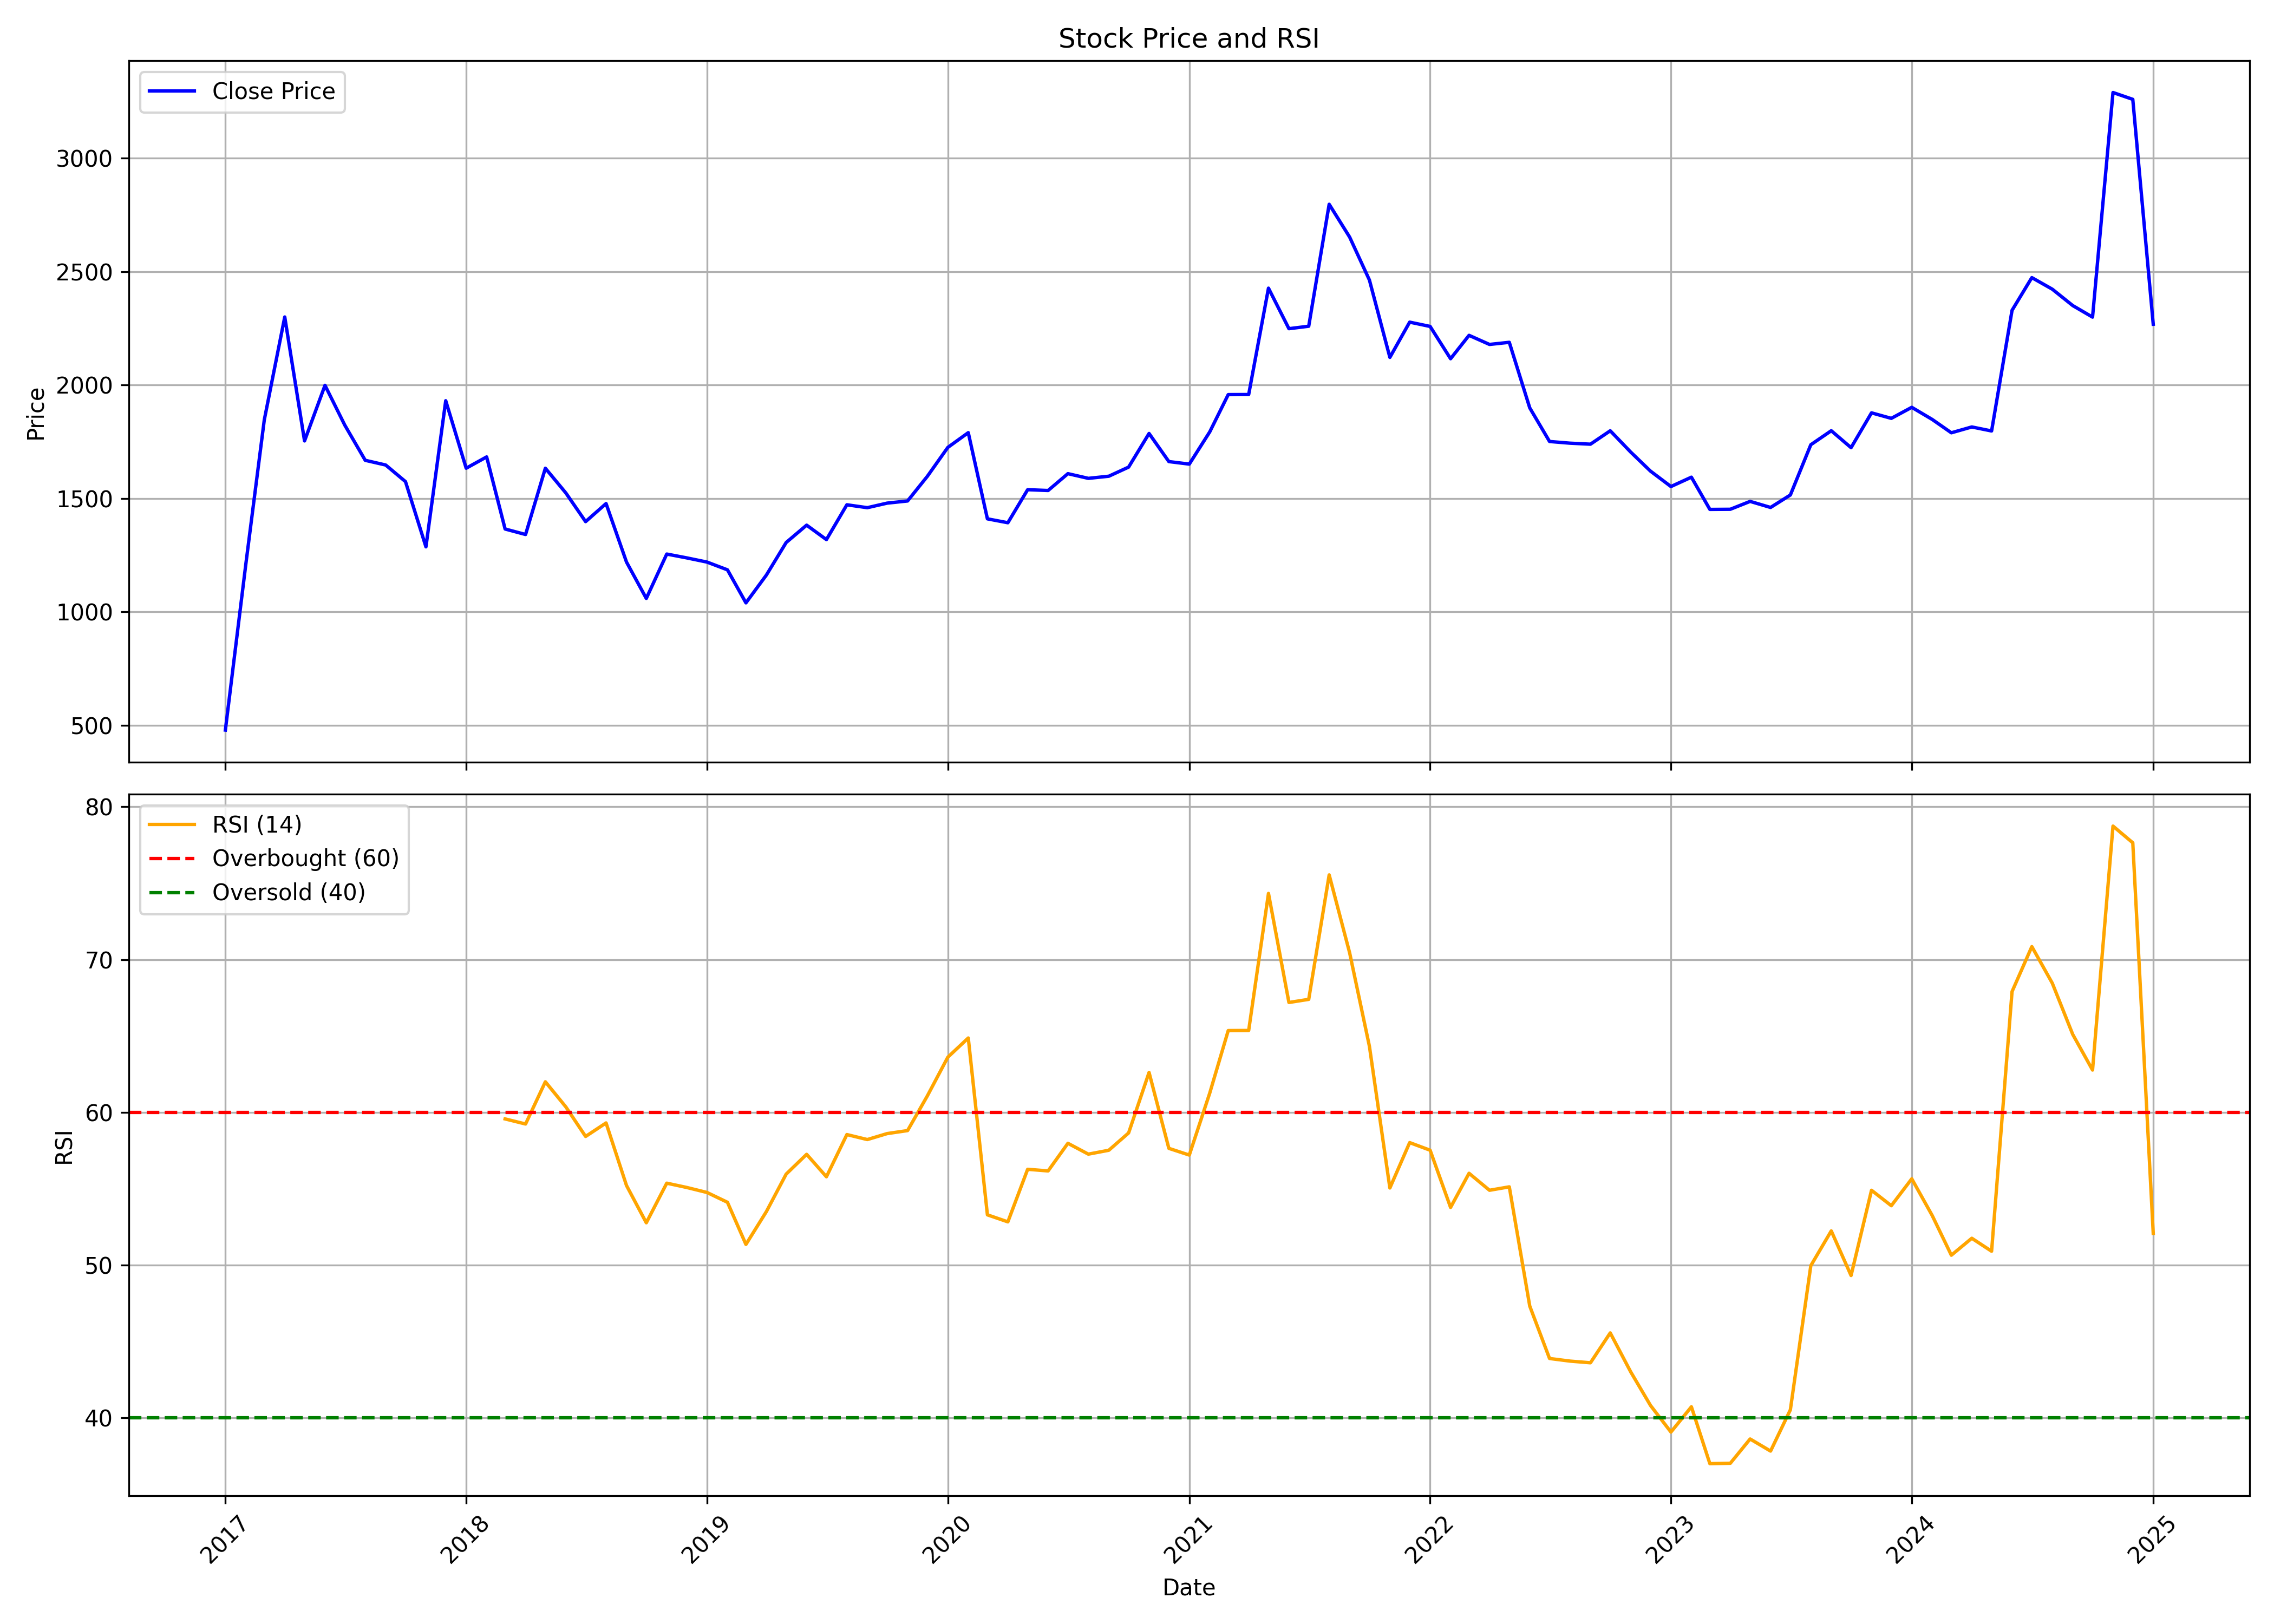 Stock Price and RSI
Close Price
3000
2500
2000
1500
1000
500
Price
80
70
60
50
40
RSI (14)
Overbought (60)
Oversold (40)
RSI
2017
2018
2019
2020
2021
2022
2023
2024
2025
Date